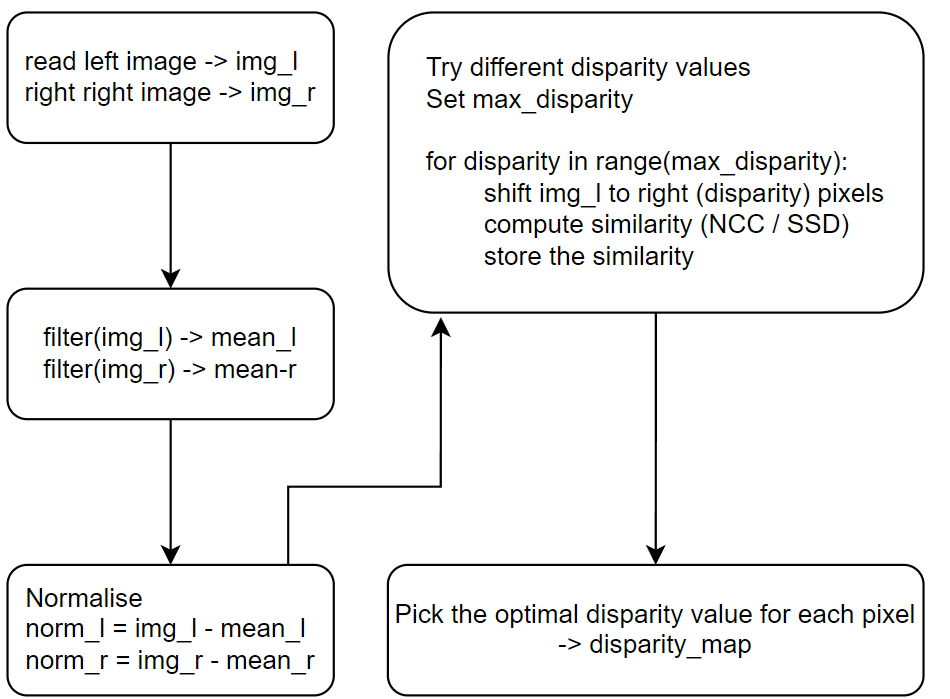 read left image -> img_l
right right image -> img_r
filter(img_l) -> mean_l
filter(img_r) -> mean-r
Normalise
norm_l = img_l - mean_l
norm_r = img_r - mean_r
Try different disparity values
Set max_disparity
for disparity in range(max_disparity):
shift img_l to right (disparity) pixels
compute similarity (NCC / SSD)
store the similarity
Pick the optimal disparity value for each pixel
-> disparity_map